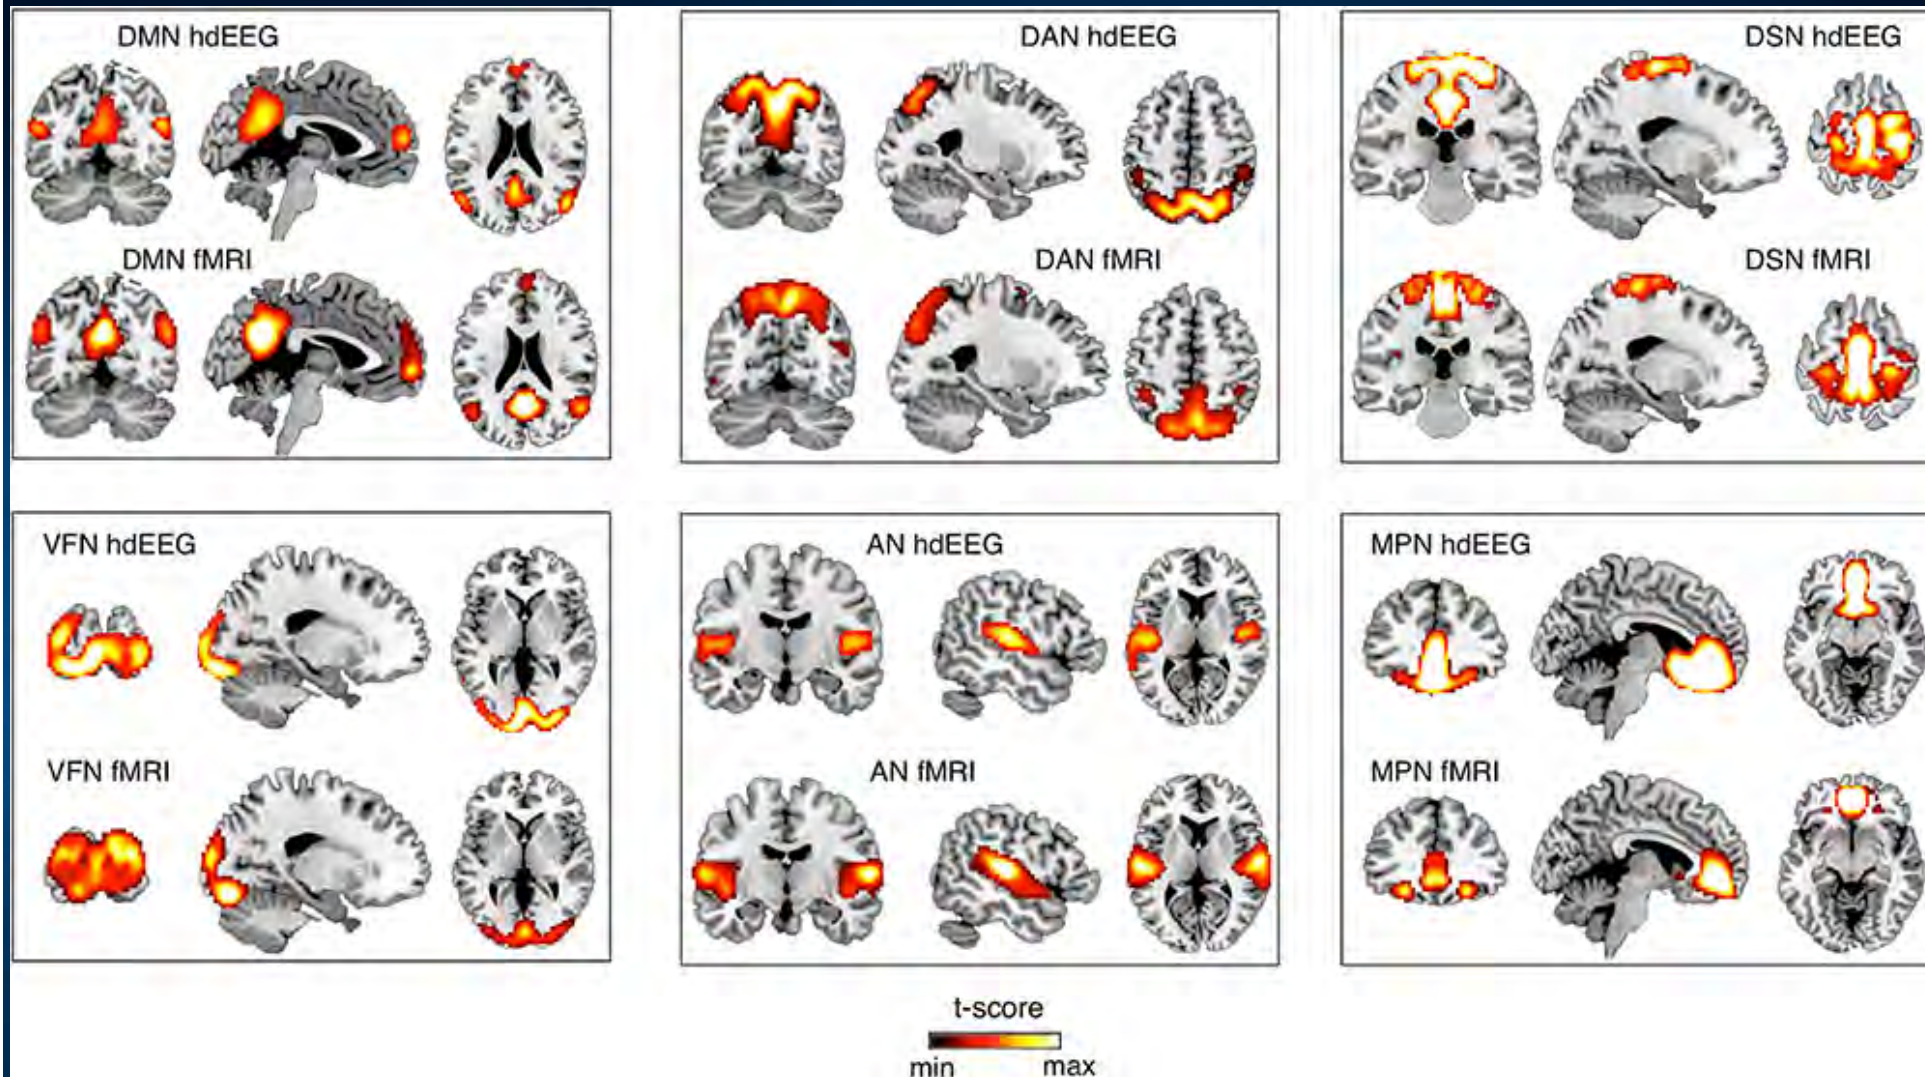 DMN hdEEG
DAN hdEEG
DSN hdEEG
DMN fMRI
DAN fMRI
DSN fMRI
VFN hdEEG
AN hdEEG
MPN hdEEG
VFN fMRI
AN fMRI
MPN fMRI
t-score
min max